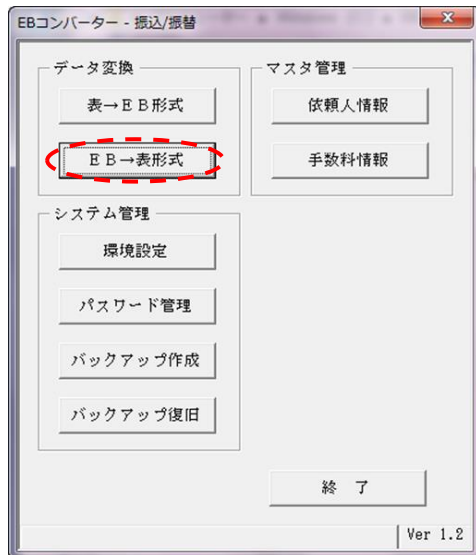 EBコンバーター - 振込/振替
データ変換
表→ＥＢ形式
ＥＢ→表形式
マスタ管理
依頼人情報
手数料情報
システム管理
環境設定
パスワード管理
バックアップ作成
バックアップ復旧
終　了
Ver 1.2